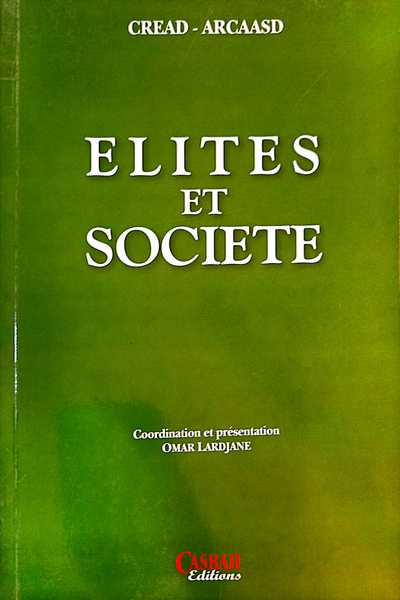 CREAD - ARCAASD
ELITES
ET
SOCIETE
Coordination et présentation
OMAR LARDJANE
CASBAH
Editions